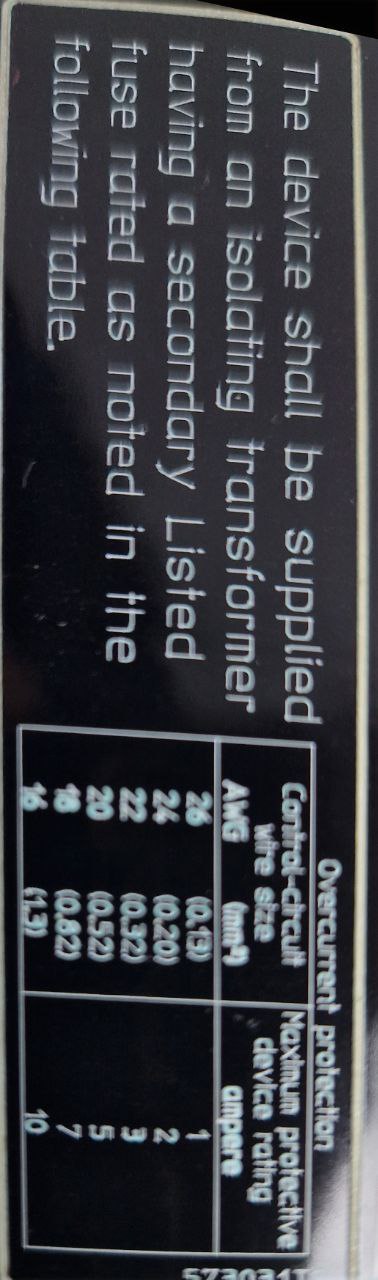 The device shall be supplied
from an isolating transformer
having a secondary Listed
fuse rated as noted in the
following table.
Overcurrent protection
Control-circuit wire size Maximum protective device rating
AWG (mm²) ampere
26 (0.13) 1
24 (0.20) 2
22 (0.32) 3
20 (0.52) 5
18 (0.82) 7
16 (1.3) 10